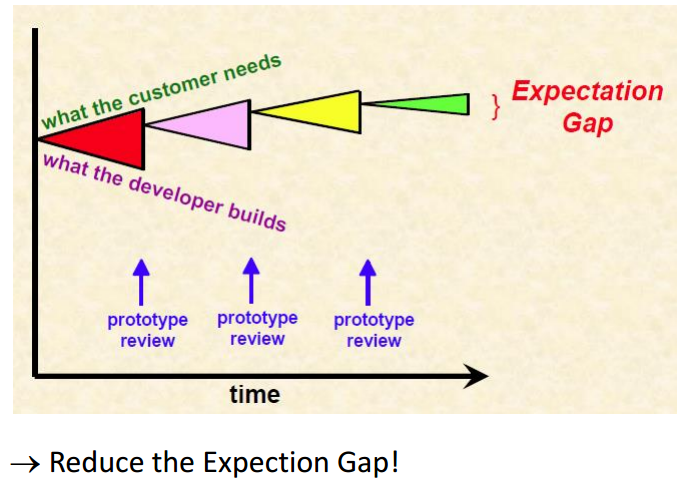 what the customer needs
Expectation
Gap
what the developer builds
prototype
review
prototype
review
prototype
review
time
→ Reduce the Expection Gap!